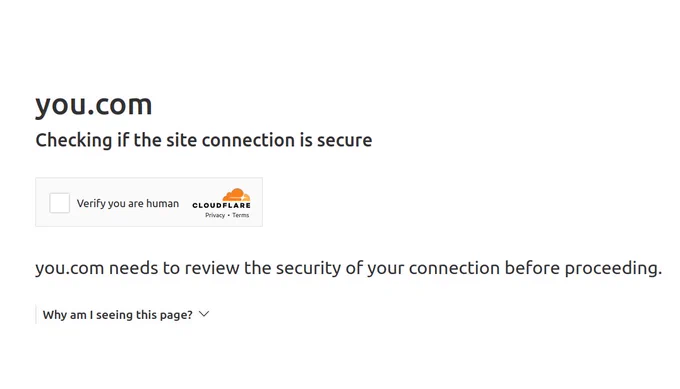 you.com
Checking if the site connection is secure
Verify you are human
CLOUDFLARE
Privacy • Terms
you.com needs to review the security of your connection before proceeding.
Why am I seeing this page?